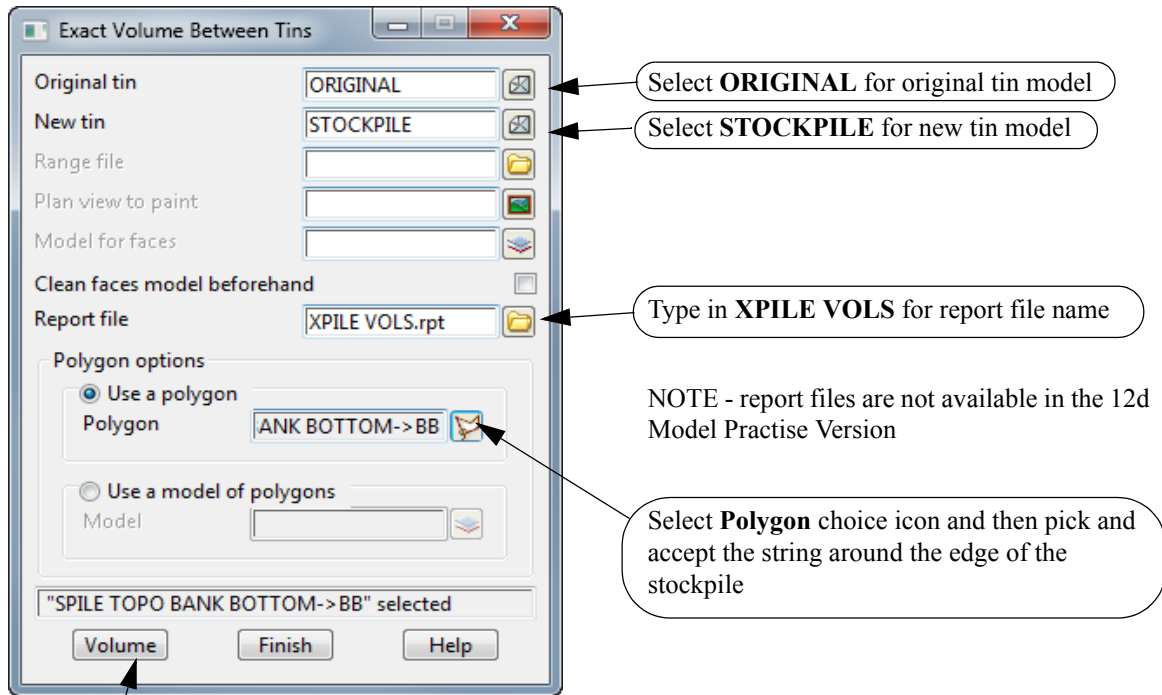 Exact Volume Between Tins
Original tin
ORIGINAL
New tin
STOCKPILE
Range file
Plan view to paint
Model for faces
Clean faces model beforehand
Report file
XPILE VOLS.rpt
Polygon options
Use a polygon
Polygon
ANK BOTTOM->BB
Use a model of polygons
Model
"SPILE TOPO BANK BOTTOM->BB" selected
Volume
Finish
Help
Select ORIGINAL for original tin model
Select STOCKPILE for new tin model
Type in XPILE VOLS for report file name
NOTE - report files are not available in the 12d
Model Practise Version
Select Polygon choice icon and then pick and
accept the string around the edge of the
stockpile